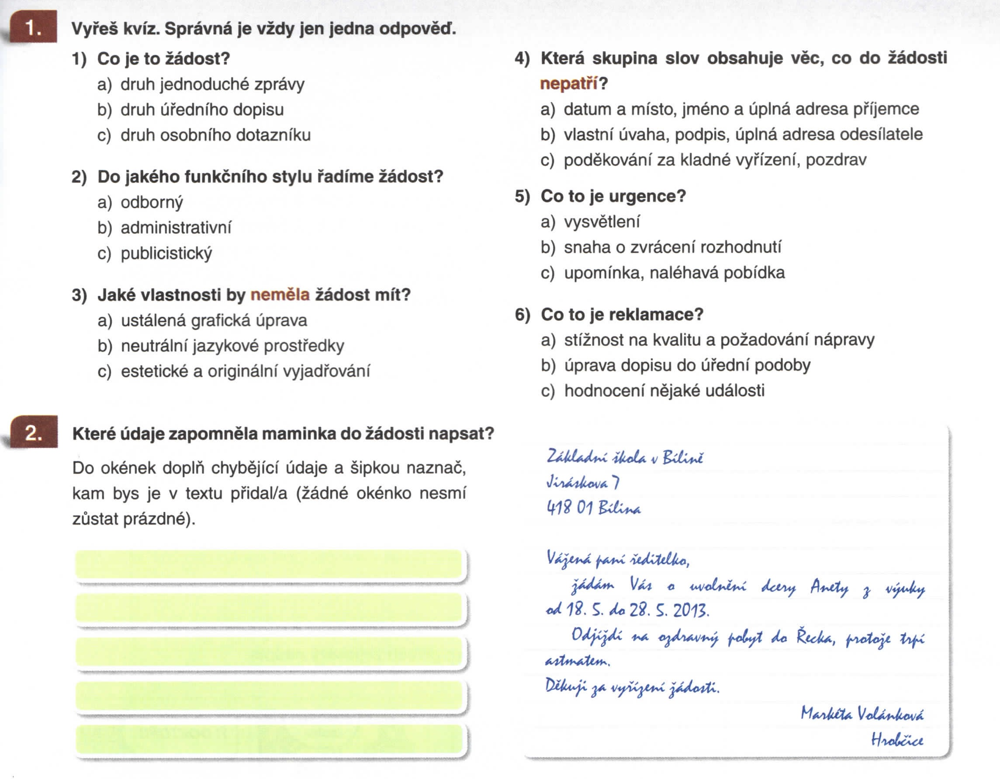 1.
Vyřeš kvíz. Správná je vždy jen jedna odpověď.
1) Co je to žádost?
a) druh jednoduché zprávy
b) druh úředního dopisu
c) druh osobního dotazníku
2) Do jakého funkčního stylu řadíme žádost?
a) odborný
b) administrativní
c) publicistický
3) Jaké vlastnosti by neměla žádost mít?
a) ustálená grafická úprava
b) neutrální jazykové prostředky
c) estetické a originální vyjadřování
4) Která skupina slov obsahuje věc, co do žádosti
nepatří?
a) datum a místo, jméno a úplná adresa příjemce
b) vlastní úvaha, podpis, úplná adresa odesílatele
c) poděkování za kladné vyřízení, pozdrav
5) Co to je urgence?
a) vysvětlení
b) snaha o zvrácení rozhodnutí
c) upomínka, naléhavá pobídka
6) Co to je reklamace?
a) stížnost na kvalitu a požadování nápravy
b) úprava dopisu do úřední podoby
c) hodnocení nějaké události
2.
Které údaje zapomněla maminka do žádosti napsat?
Do okének doplň chybějící údaje a šipkou naznač,
kam bys je v textu přidal/a (žádné okénko nesmí
zůstat prázdné).
Základní škola v Bílině
Jiráskova 7
418 01 Bílina
Vážená paní ředitelko,
žádám Vás o uvolnění dcery Anety z výuky
od 18. 5. do 28. 5. 2013.
Odjíždí na ozdravný pobyt do Řecka, protože trpí
astmatem.
Děkuji za vyřízení žádosti.
Markéta Volánková
Hrobčice